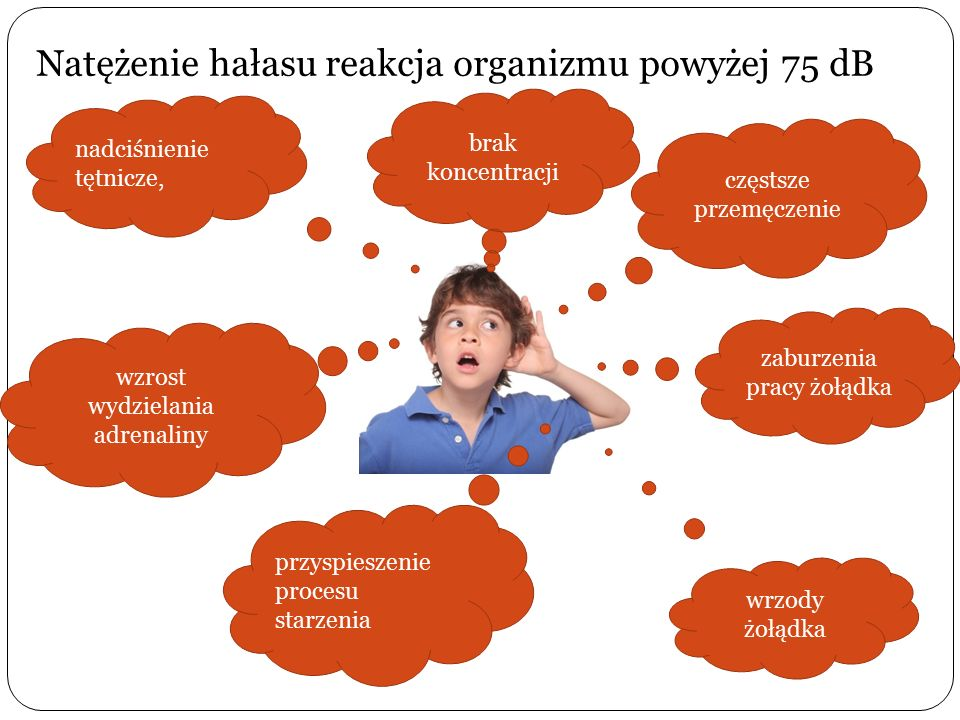 Natężenie hałasu reakcja organizmu powyżej 75 dB
nadciśnienie
tętnicze,
brak
koncentracji
częstsze
przemęczenie
wzrost
wydzielania
adrenaliny
zaburzenia
pracy żołądka
przyspieszenie
procesu
starzenia
wrzody
żołądka